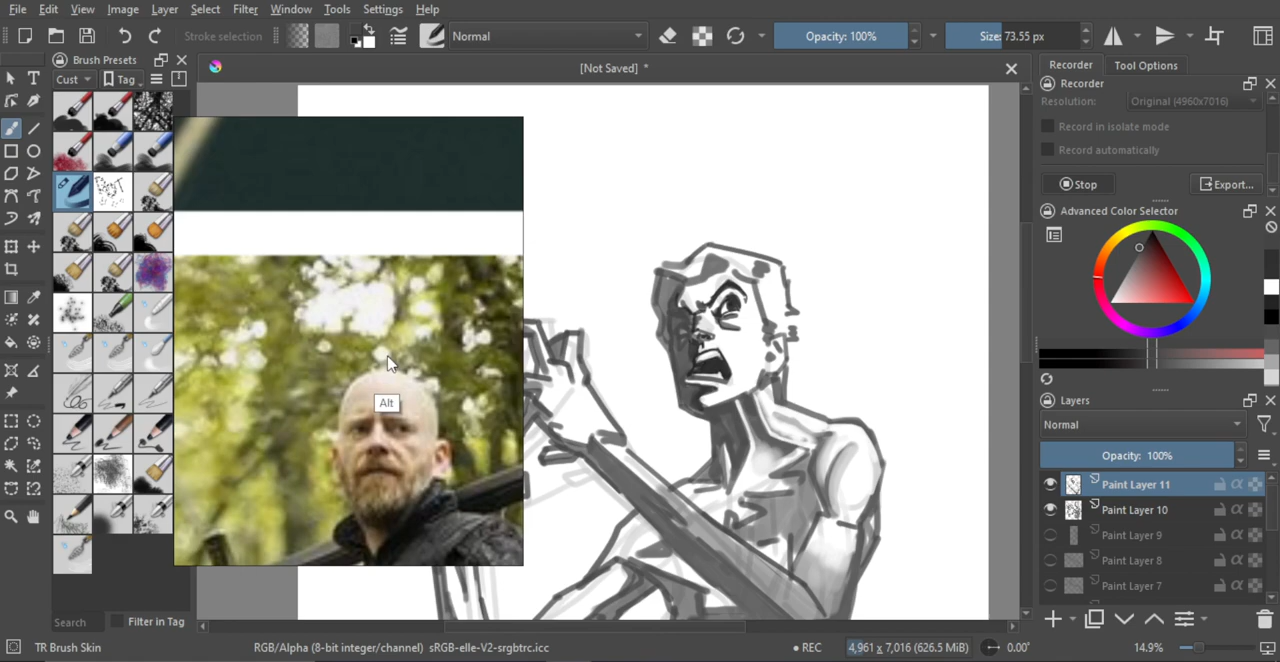 File Edit View Image Layer Select Filter Window Tools Settings Help
Stroke selection Normal Opacity: 100% Size: 73.55 px
Brush Presets
Cust Tag
[Not Saved] *
Alt
Search Filter in Tag
Recorder Tool Options
Recorder
Resolution: Original (4960x7016)
Record in isolate mode
Record automatically
Stop Export...
Advanced Color Selector
Layers
Normal
Opacity: 100%
Paint Layer 11
Paint Layer 10
Paint Layer 9
Paint Layer 8
Paint Layer 7
TR Brush Skin RGB/Alpha (8-bit integer/channel) sRGB-elle-V2-srgbtrc.icc REC 4,961 x 7,016 (626.5 MiB) 0.00° 14.9%